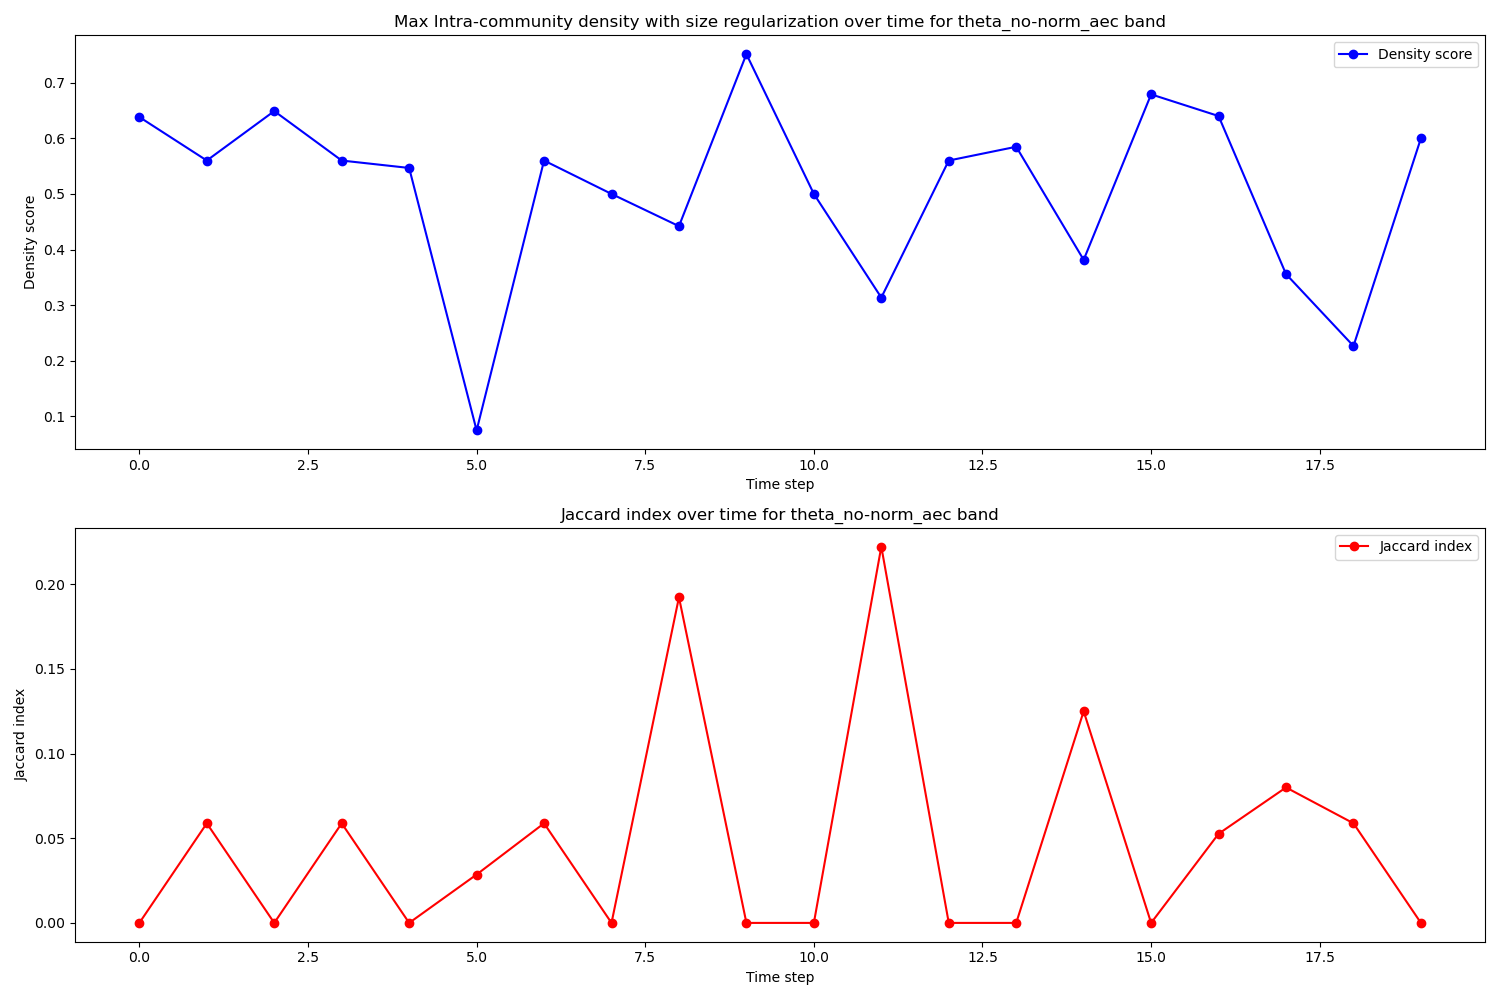 Max Intra-community density with size regularization over time for theta_no-norm_aec band
Density score
Density score
0.7
0.6
0.5
0.4
0.3
0.2
0.1
0.0 2.5 5.0 7.5 10.0 12.5 15.0 17.5
Time step
Jaccard index over time for theta_no-norm_aec band
Jaccard index
Jaccard index
0.20
0.15
0.10
0.05
0.00
0.0 2.5 5.0 7.5 10.0 12.5 15.0 17.5
Time step